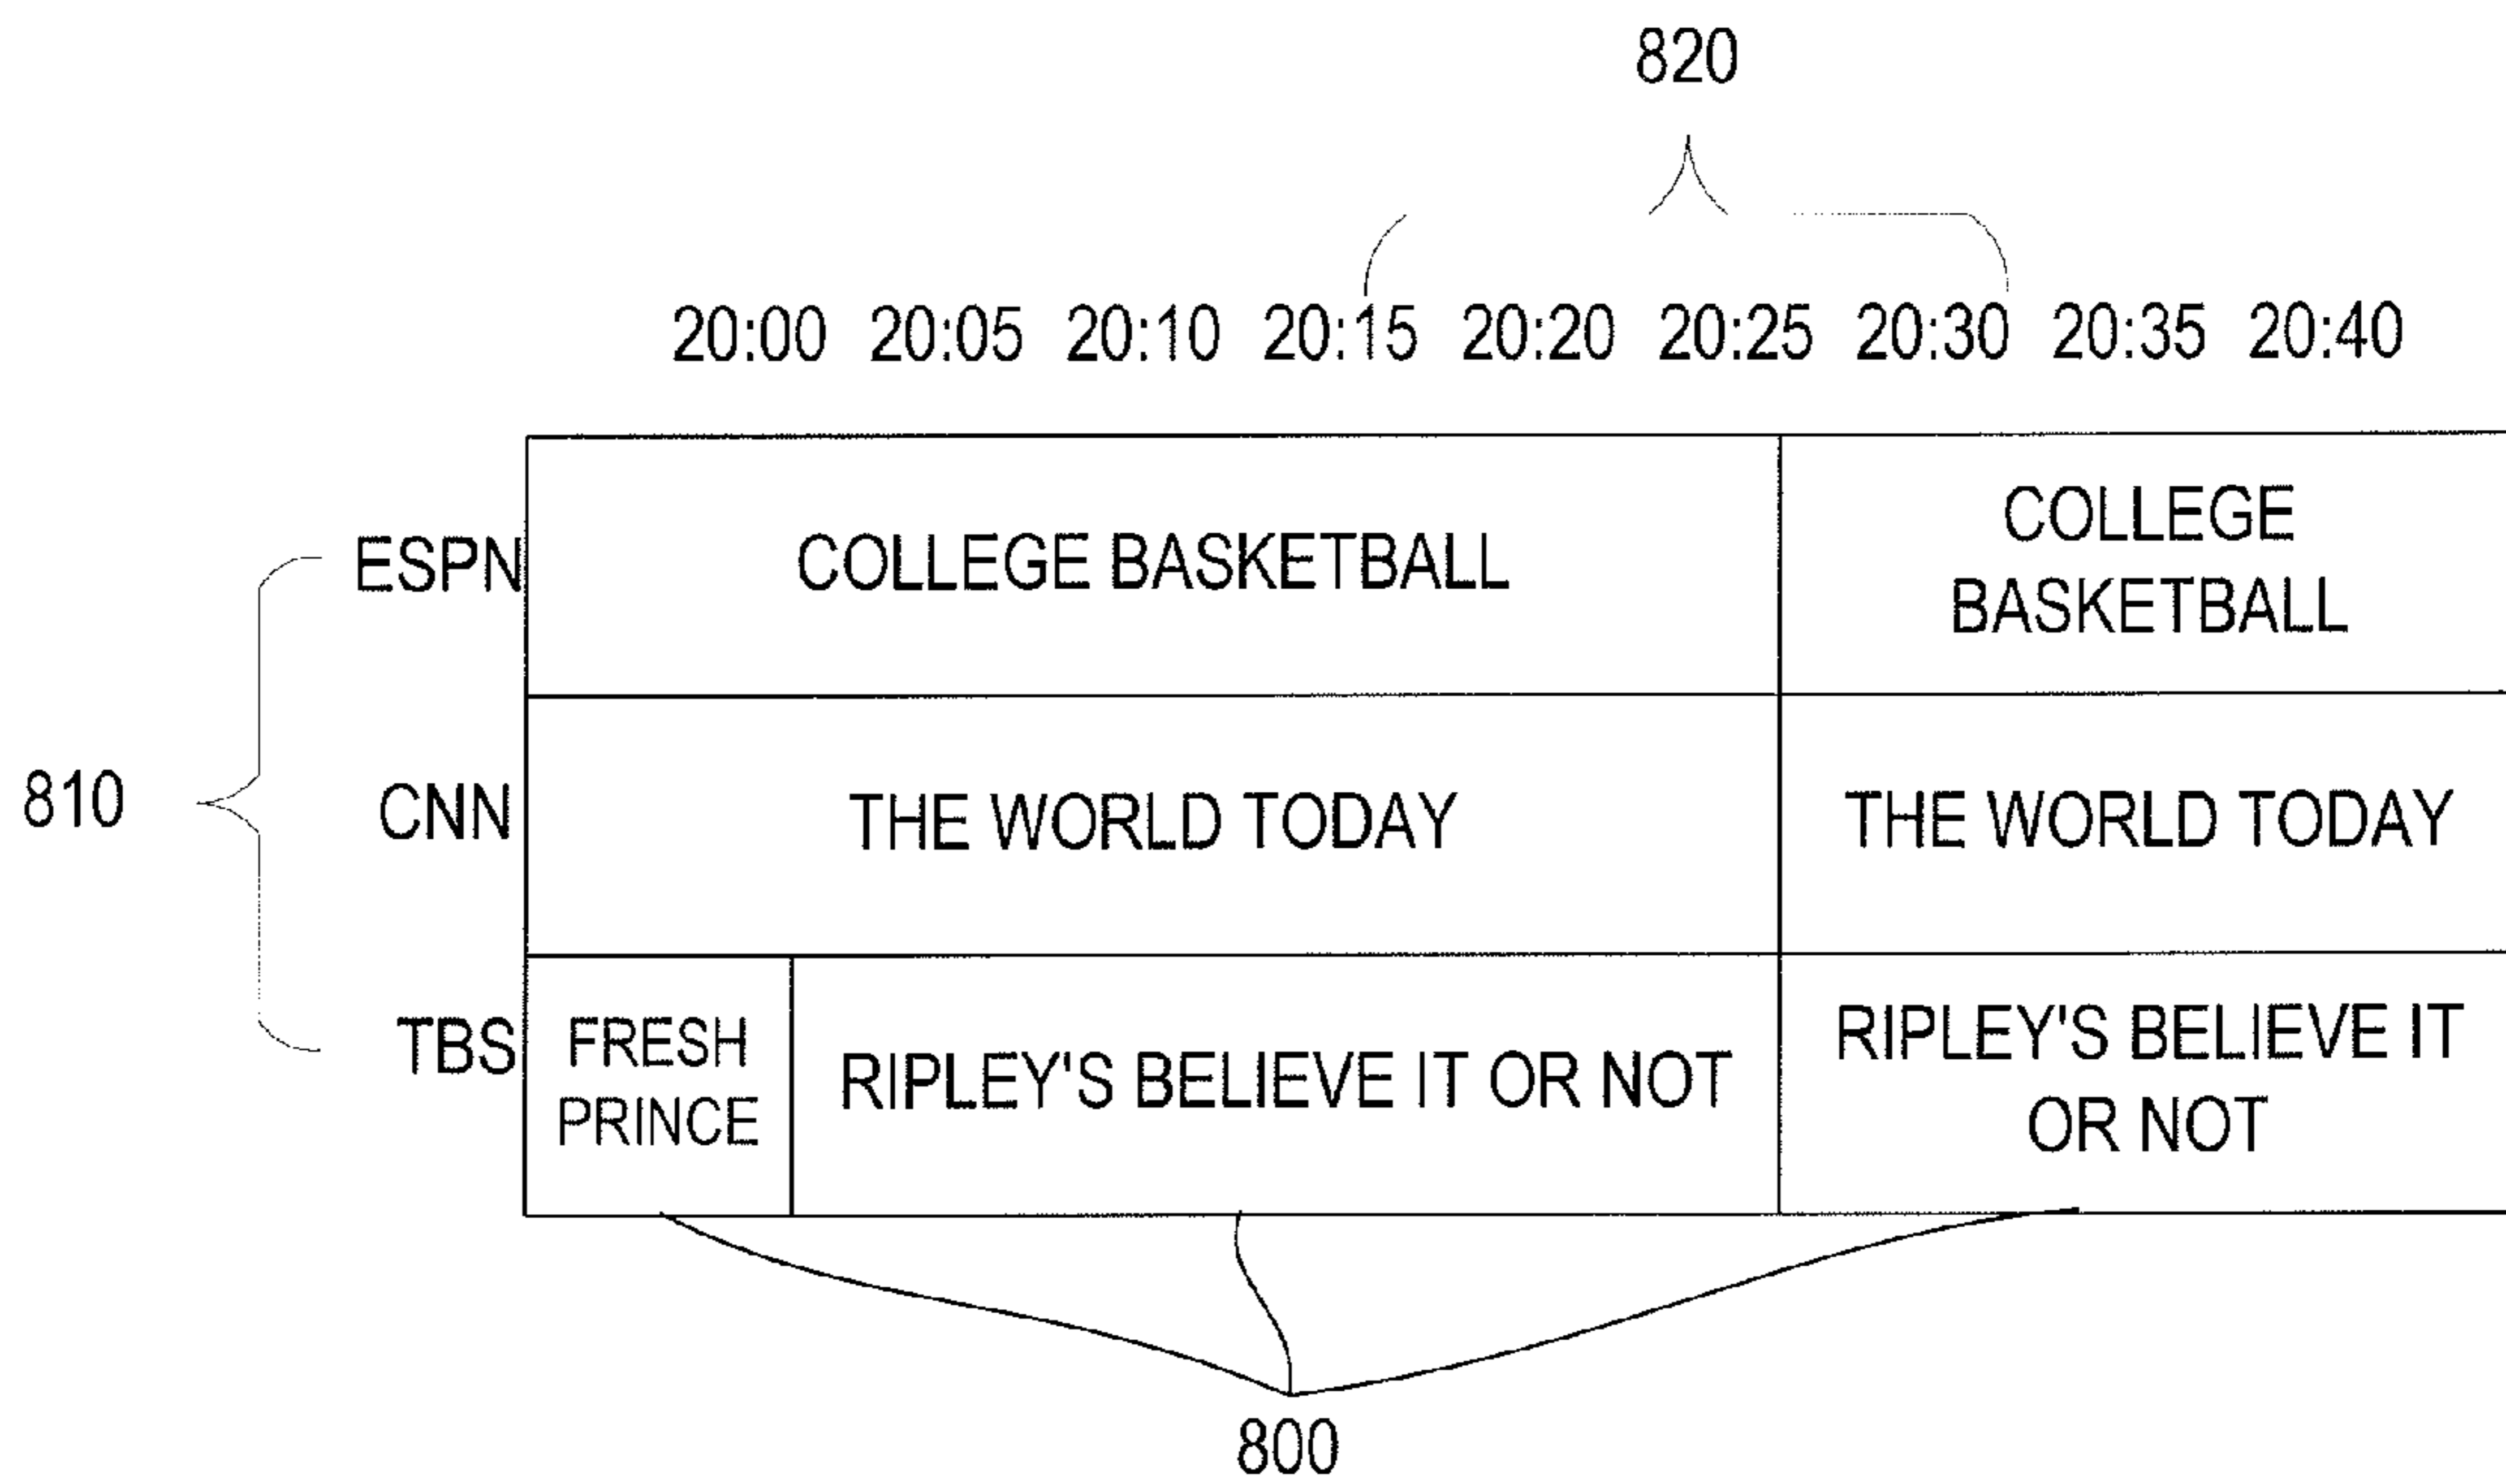 820
20:00 20:05 20:10 20:15 20:20 20:25 20:30 20:35 20:40
ESPN
COLLEGE BASKETBALL
COLLEGE
BASKETBALL
810
CNN
THE WORLD TODAY
THE WORLD TODAY
TBS
FRESH
PRINCE
RIPLEY'S BELIEVE IT OR NOT
RIPLEY'S BELIEVE IT
OR NOT
800